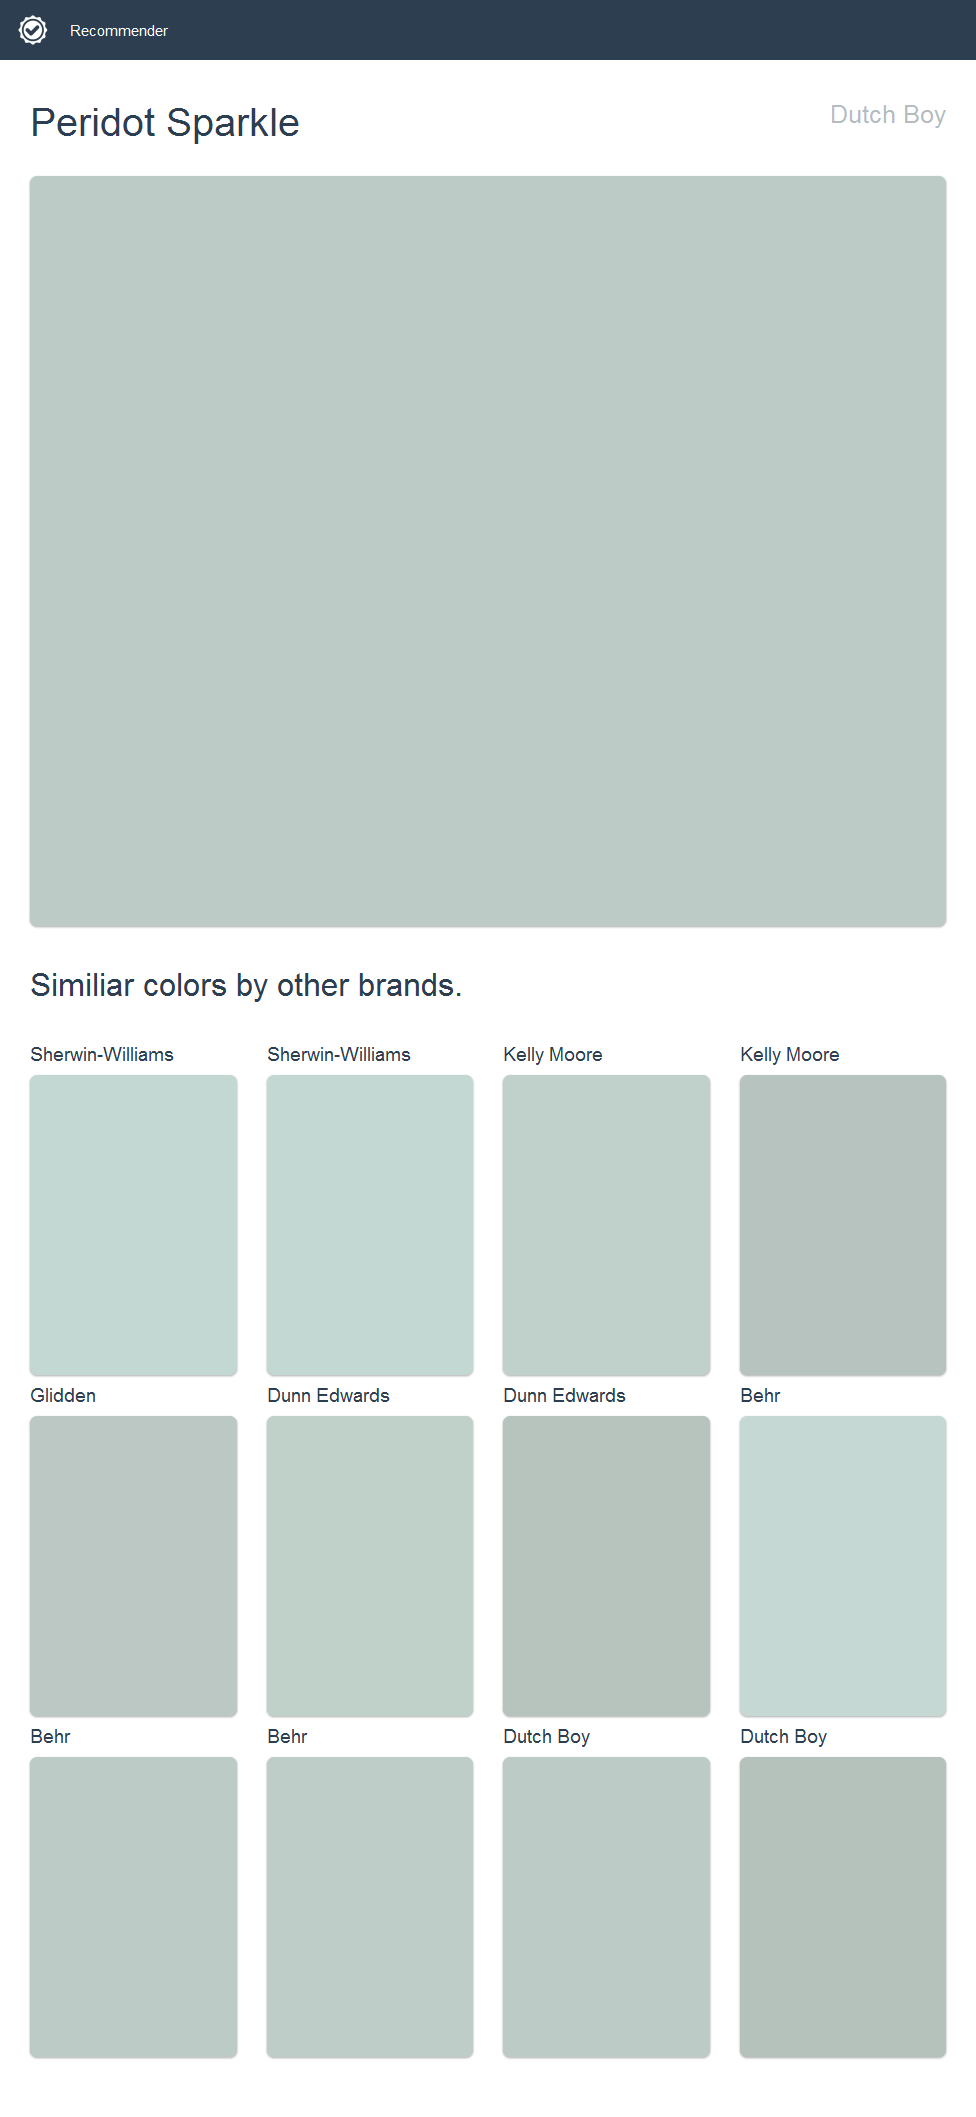 Recommender
Peridot Sparkle
Dutch Boy
Similiar colors by other brands.
Sherwin-Williams
Sherwin-Williams
Kelly Moore
Kelly Moore
Glidden
Dunn Edwards
Dunn Edwards
Behr
Behr
Behr
Dutch Boy
Dutch Boy